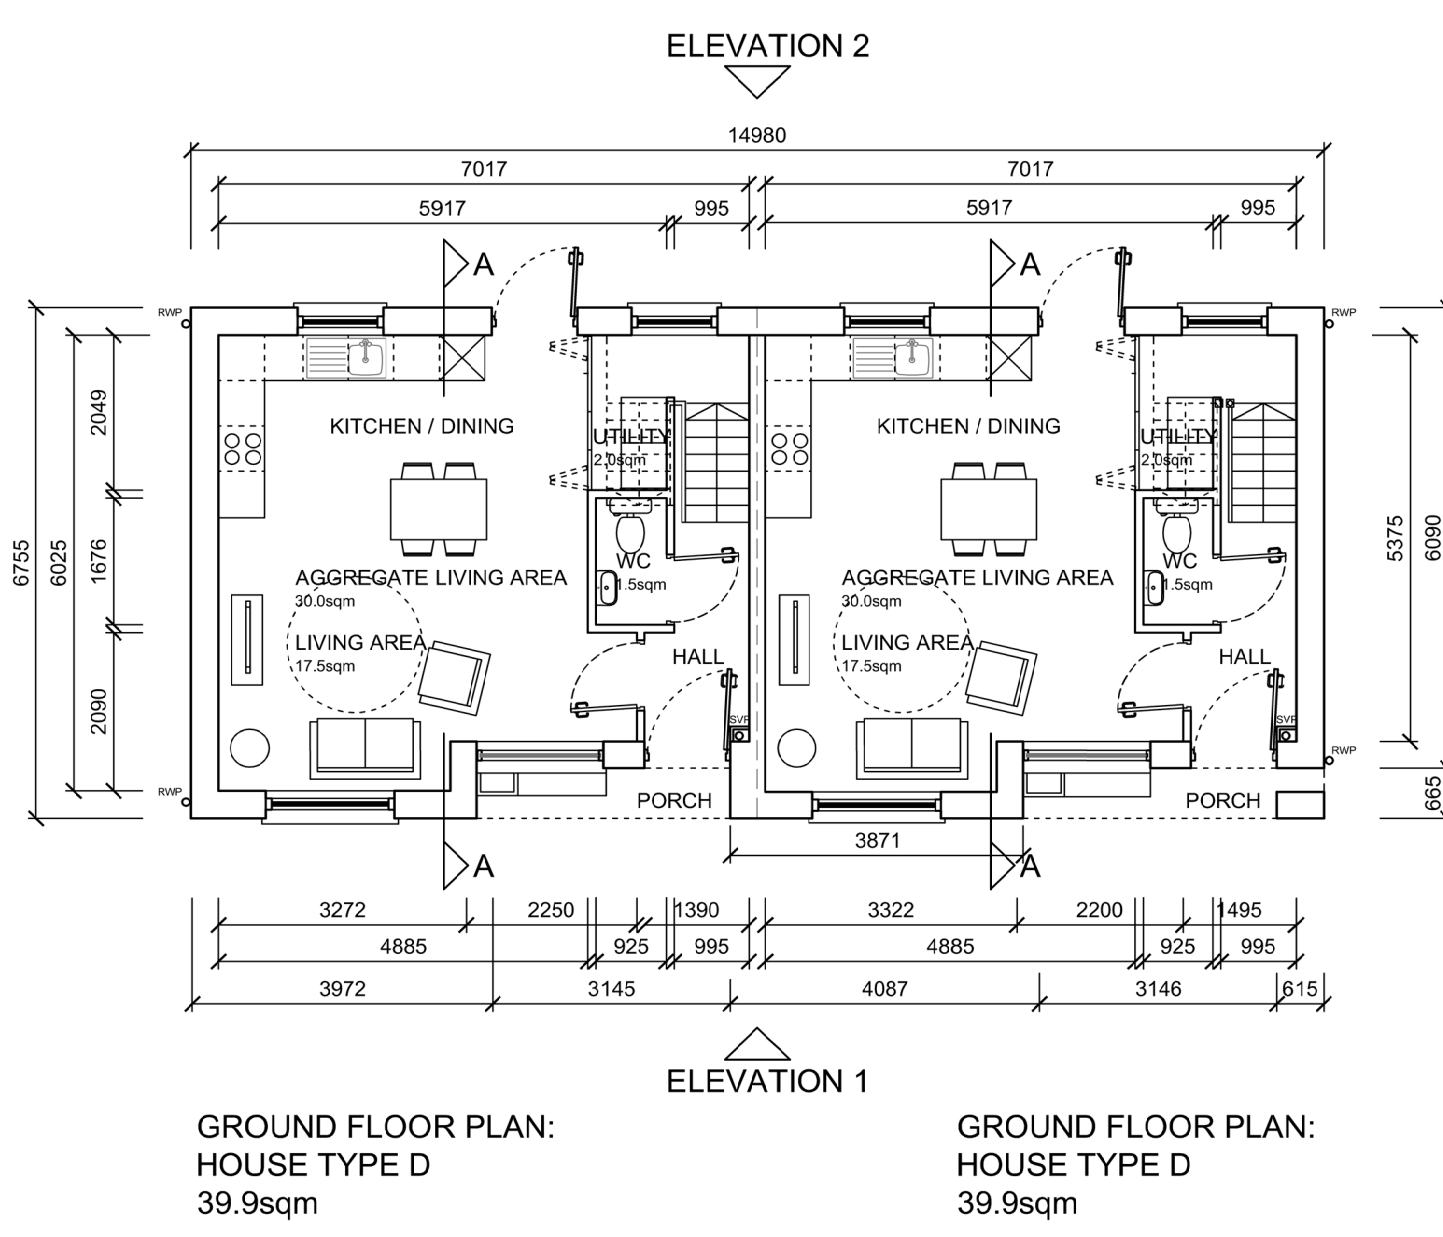 ELEVATION 2
14980
7017 7017
5917 995 5917 995
A A
RWP RWP
KITCHEN / DINING KITCHEN / DINING
2049
UTILITY UTILITY
2.0sqm 2.0sqm
6755 6025 1676 5375 6090
WC WC
1.5sqm 1.5sqm
AGGREGATE LIVING AREA AGGREGATE LIVING AREA
30.0sqm 30.0sqm
LIVING AREA LIVING AREA
17.5sqm 17.5sqm
HALL HALL
2090
SVP SVP
RWP
RWP
PORCH PORCH
665
3871
A A
3272 2250 1390 3322 2200 1495
4885 925 995 4885 925 995
3972 3145 4087 3146 615
ELEVATION 1
GROUND FLOOR PLAN: GROUND FLOOR PLAN:
HOUSE TYPE D HOUSE TYPE D
39.9sqm 39.9sqm